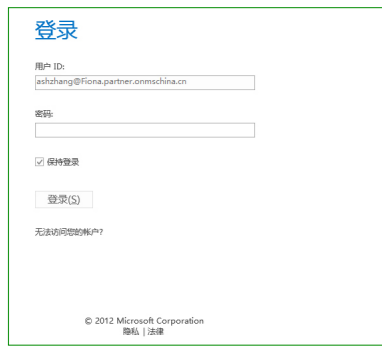 登录
用户 ID:
ashzhang@Fiona.partner.onmschina.cn
密码:
保持登录
登录(S)
无法访问您的帐户?
© 2012 Microsoft Corporation
隐私 | 法律